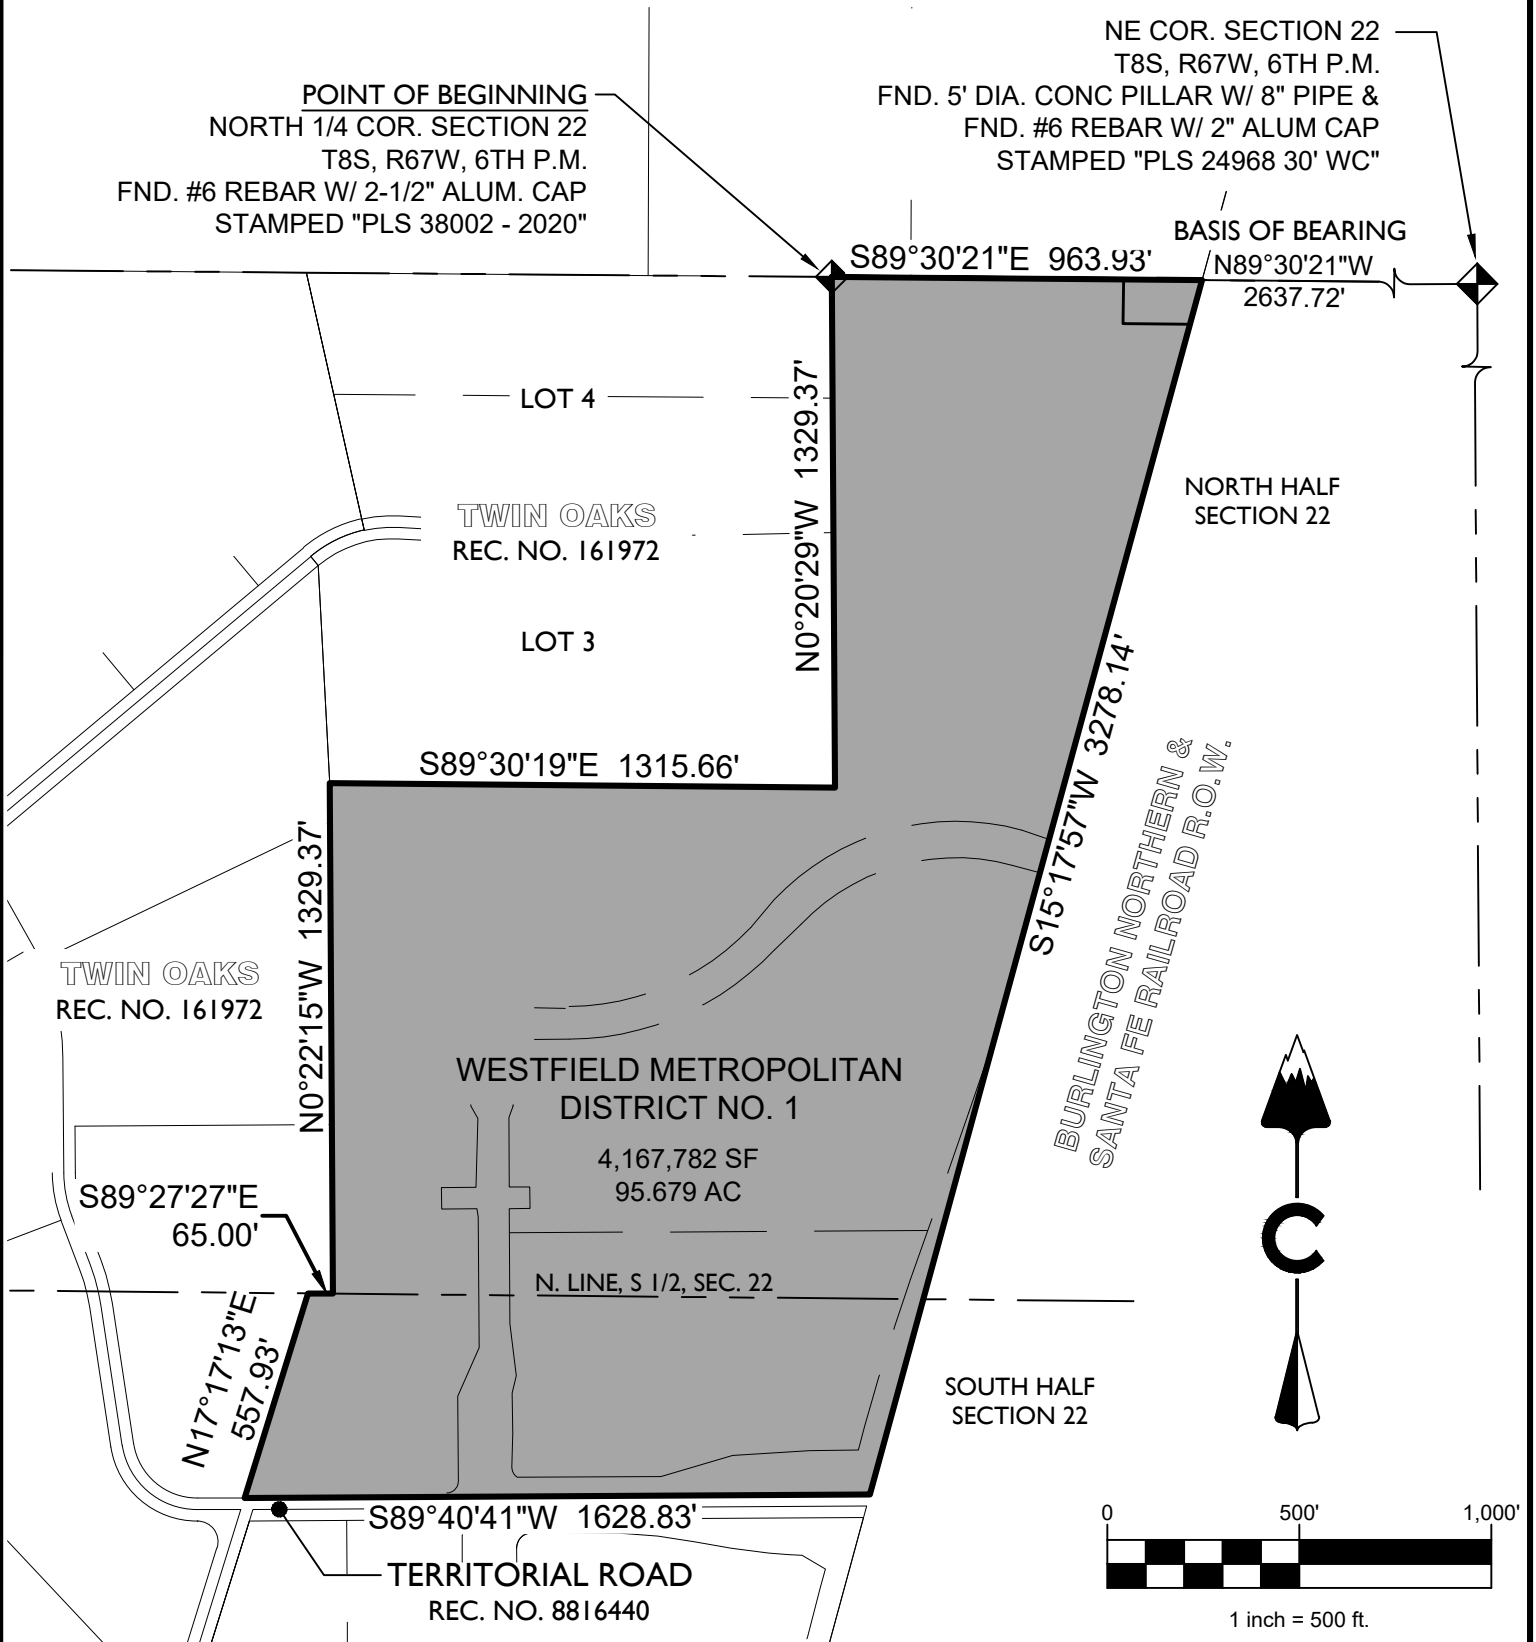 POINT OF BEGINNING
NORTH 1/4 COR. SECTION 22
T8S, R67W, 6TH P.M.
FND. #6 REBAR W/ 2-1/2" ALUM. CAP
STAMPED "PLS 38002 - 2020"
NE COR. SECTION 22
T8S, R67W, 6TH P.M.
FND. 5' DIA. CONC PILLAR W/ 8" PIPE &
FND. #6 REBAR W/ 2" ALUM CAP
STAMPED "PLS 24968 30' WC"
BASIS OF BEARING
N89°30'21"W
2637.72'
S89°30'21"E 963.93'
LOT 4
N0°20'29"W 1329.37'
TWIN OAKS
REC. NO. 161972
LOT 3
NORTH HALF
SECTION 22
S89°30'19"E 1315.66'
S15°17'57"W 3278.14'
BURLINGTON NORTHERN &
SANTA FE RAILROAD R.O.W.
N0°22'15"W 1329.37'
TWIN OAKS
REC. NO. 161972
WESTFIELD METROPOLITAN
DISTRICT NO. 1
4,167,782 SF
95.679 AC
S89°27'27"E
65.00'
N. LINE, S 1/2, SEC. 22
N17°17'13"E
557.93'
SOUTH HALF
SECTION 22
C
S89°40'41"W 1628.83'
TERRITORIAL ROAD
REC. NO. 8816440
0 500' 1,000'
1 inch = 500 ft.